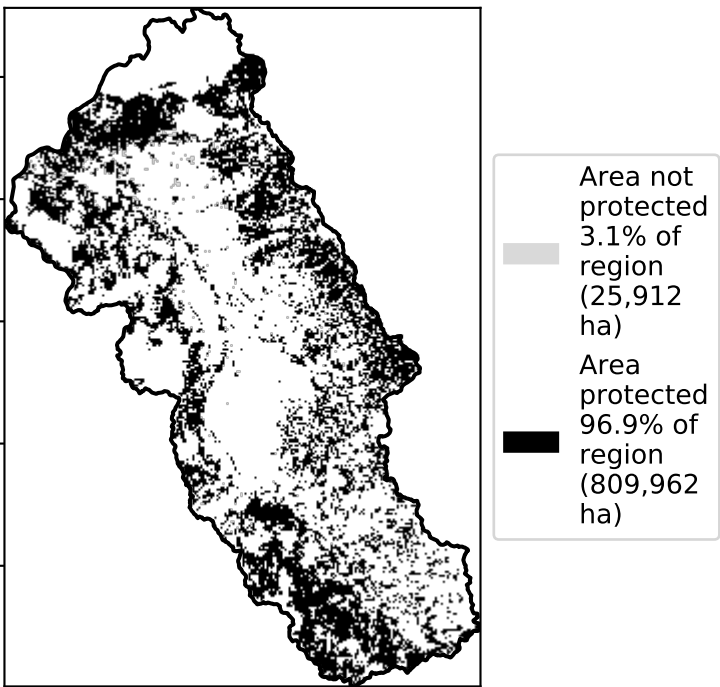 Area not
protected
3.1% of
region
(25,912
ha)
Area
protected
96.9% of
region
(809,962
ha)